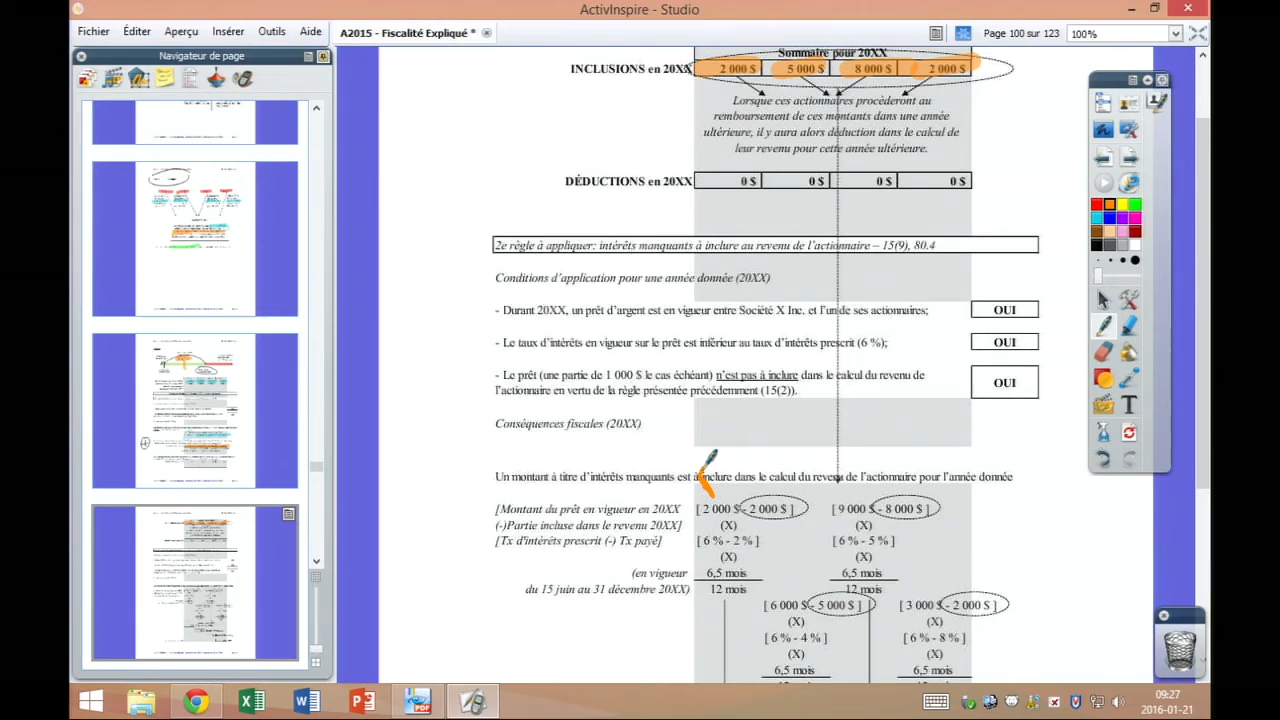 ActivInspire - Studio
Fichier Éditer Aperçu Insérer Outils Aide
A2015 - Fiscalité Expliqué *
Page 100 sur 123
100%
Navigateur de page
Sommaire pour 20XX
INCLUSIONS en 20XX 2 000 $ 5 000 $ 8 000 $ 2 000 $
Lorsque ces actionnaires procéderont au
remboursement de ces montants dans une année
ultérieure, il y aura alors déduction dans le calcul de
leur revenu pour cette année ultérieure.
DÉDUCTIONS en 20XX 0 $ 0 $ 0 $ 0 $
2e règle à appliquer: intérêts manquants à inclure au revenu de l'actionnaire – 15(9), 80.4
Conditions d'application pour une année donnée (20XX)
- Durant 20XX, un prêt d'argent est en vigueur entre Société X Inc. et l'un de ses actionnaires; OUI
- Le taux d'intérêts en vigueur sur le prêt est inférieur au taux d'intérêts prescrit (6 %); OUI
- Le prêt (une partie de 1 000 $ le cas échéant) n'est pas à inclure dans le calcul du revenu de
l'actionnaire en vertu de la règle présentée précédemment (15(2)). OUI
Conséquences fiscales (20XX)
Un montant à titre d'intérêts manquants est à inclure dans le calcul du revenu de l'actionnaire pour l'année donnée
[Montant du prêt en vigueur en 20XX [ 2 000 $ - 2 000 $ ] [ 9 000 $ - 8 000 $ ]
(-)Partie incluse dans le revenu 20XX] (X) (X)
[Tx d'intérêts prescrit (-) Tx payé] [ 6 % - 2 % ] [ 6 % - 5 % ]
(X) (X)
(en vigueur 6,5 mois 6,5 mois
du 15 juin au 31 décembre 20XX) 12 mois 12 mois
[ 6 000 $ - 5 000 $ ] [ 3 000 $ - 2 000 $ ]
(X) (X)
[ 6 % - 4 % ] [ 6 % - 8 % ]
(X) (X)
6,5 mois 6,5 mois
09:27
2016-01-21